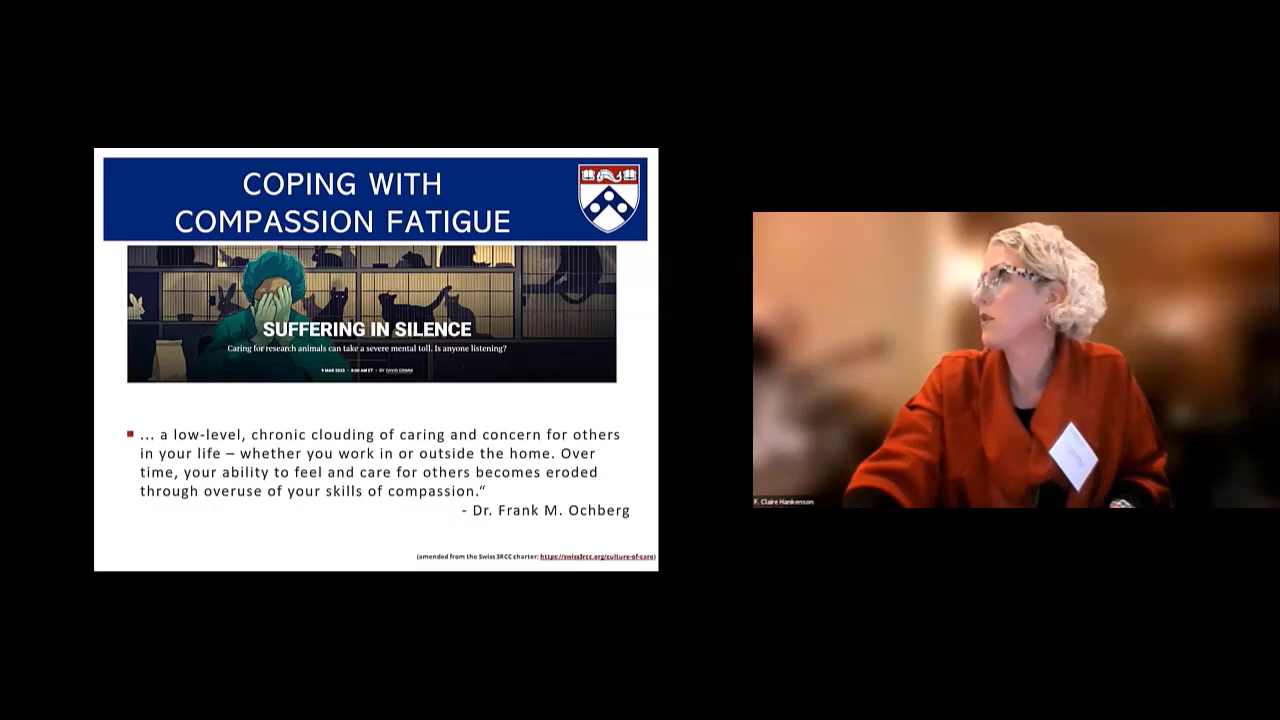 COPING WITH
COMPASSION FATIGUE
SUFFERING IN SILENCE
Caring for research animals can take a severe mental toll. Is anyone listening?
9 MAR 2023 • 8:00 AM ET • BY DAVID GRIMM
... a low-level, chronic clouding of caring and concern for others
in your life – whether you work in or outside the home. Over
time, your ability to feel and care for others becomes eroded
through overuse of your skills of compassion.“
- Dr. Frank M. Ochberg
(amended from the Swiss 3RCC charter: https://swiss3rcc.org/culture-of-care)
F. Claire Hankenson